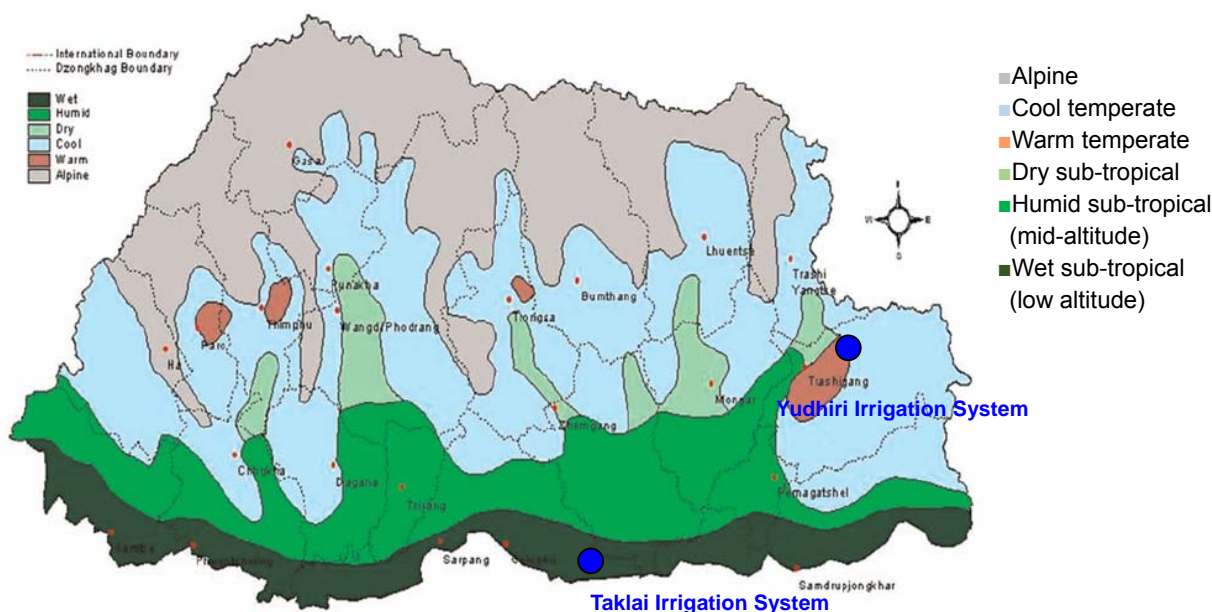 International Boundary
Dzongkhag Boundary
Wet
Humid
Dry
Cool
Warm
Alpine
Alpine
Cool temperate
Warm temperate
Dry sub-tropical
Humid sub-tropical
(mid-altitude)
Wet sub-tropical
(low altitude)
Gasa
W
E
Lhuentse
Trashi
Yangtse
Punakha
Bumthang
Trongsa
Thimphu
Wangdi/Phodrang
Paro
Ha
Trashigang
Mongar
Yudhiri Irrigation System
Zhemgang
Chhukha
Dagana
Pemagatshel
Trisang
Samtse
Phuentsholing
Sarpang
Gelephu
Samdrupjongkhar
Taklai Irrigation System